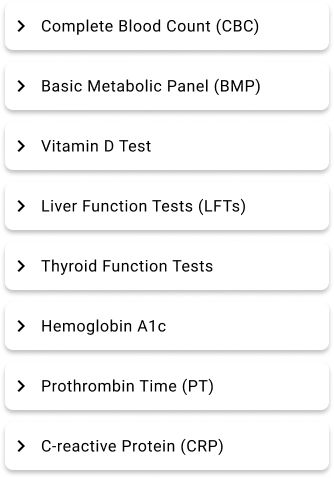 Complete Blood Count (CBC)
Basic Metabolic Panel (BMP)
Vitamin D Test
Liver Function Tests (LFTs)
Thyroid Function Tests
Hemoglobin A1c
Prothrombin Time (PT)
C-reactive Protein (CRP)